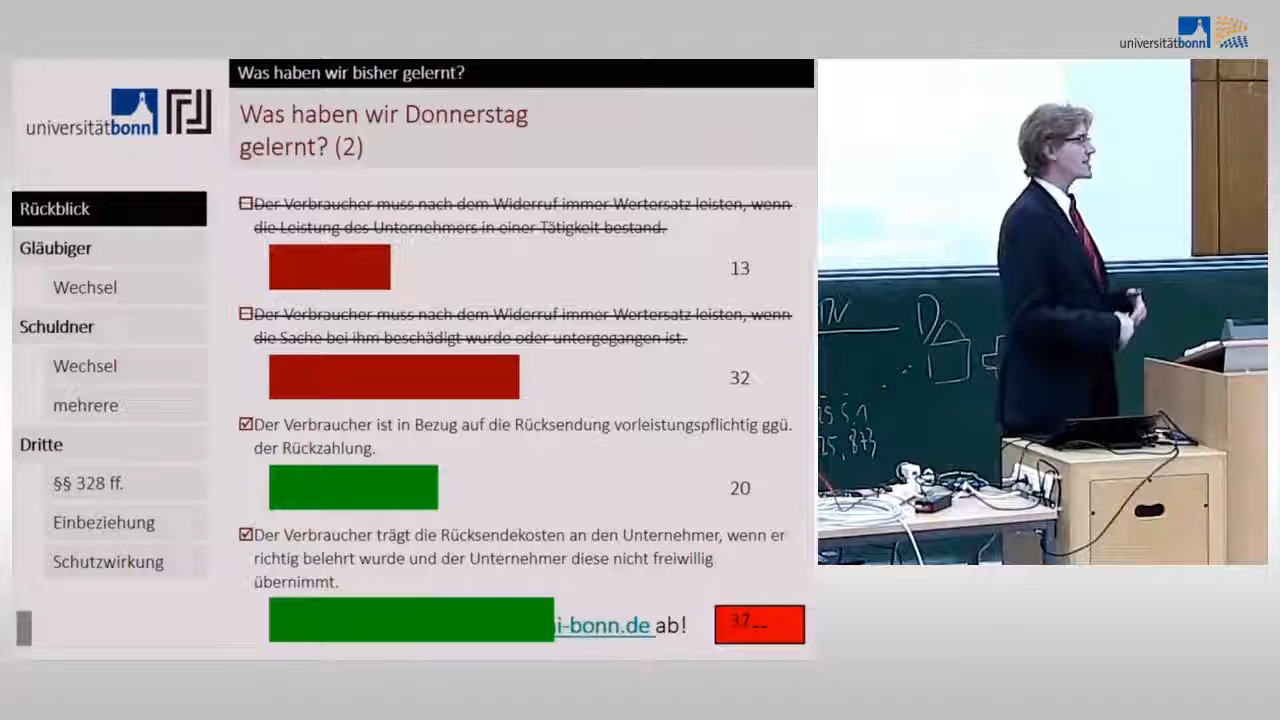 universitätbonn
Was haben wir bisher gelernt?
universitätbonn
Was haben wir Donnerstag
gelernt? (2)
Rückblick
Gläubiger
Wechsel
Schuldner
Wechsel
mehrere
Dritte
§§ 328 ff.
Einbeziehung
Schutzwirkung
Der Verbraucher muss nach dem Widerruf immer Wertersatz leisten, wenn
die Leistung des Unternehmers in einer Tätigkeit bestand.
13
Der Verbraucher muss nach dem Widerruf immer Wertersatz leisten, wenn
die Sache bei ihm beschädigt wurde oder untergegangen ist.
32
Der Verbraucher ist in Bezug auf die Rücksendung vorleistungspflichtig ggü.
der Rückzahlung.
20
Der Verbraucher trägt die Rücksendekosten an den Unternehmer, wenn er
richtig belehrt wurde und der Unternehmer diese nicht freiwillig
übernimmt.
i-bonn.de ab!